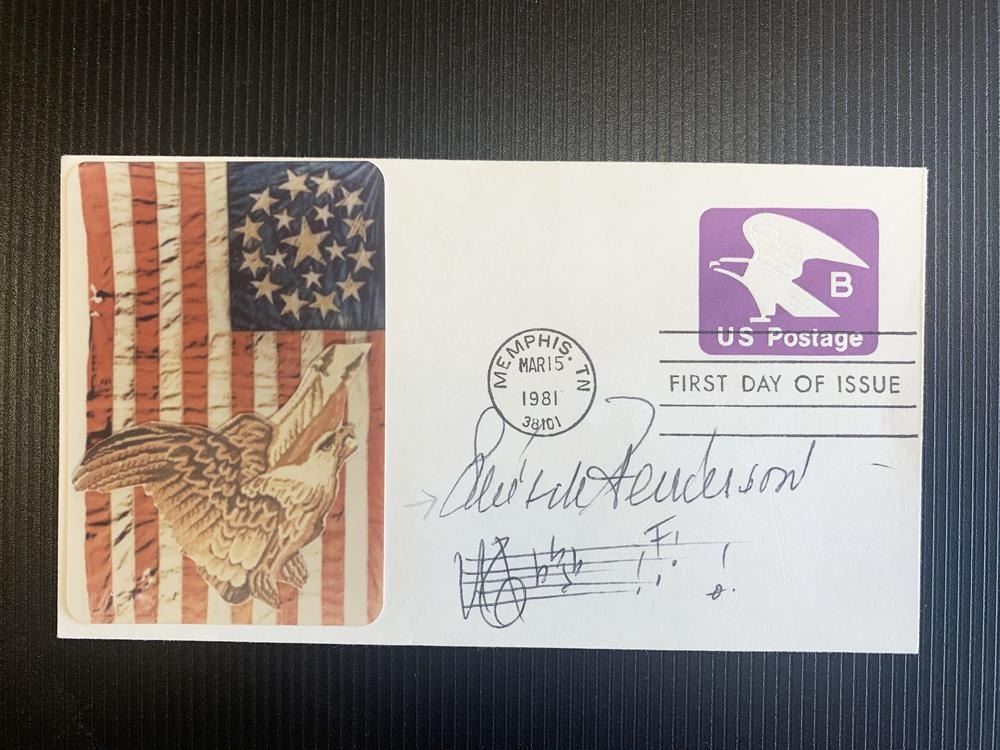 B
US Postage
MEMPHIS. TN
MAR 15
1981
38101
FIRST DAY OF ISSUE
Henderson